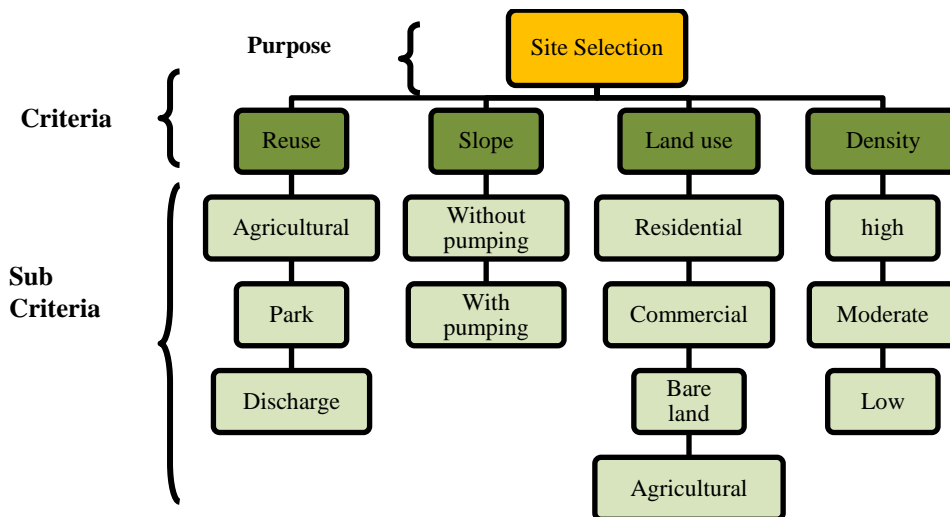 Purpose
Site Selection
Criteria
Reuse
Slope
Land use
Density
Sub
Criteria
Agricultural
Without
pumping
Residential
high
Park
With
pumping
Commercial
Moderate
Discharge
Bare
land
Low
Agricultural